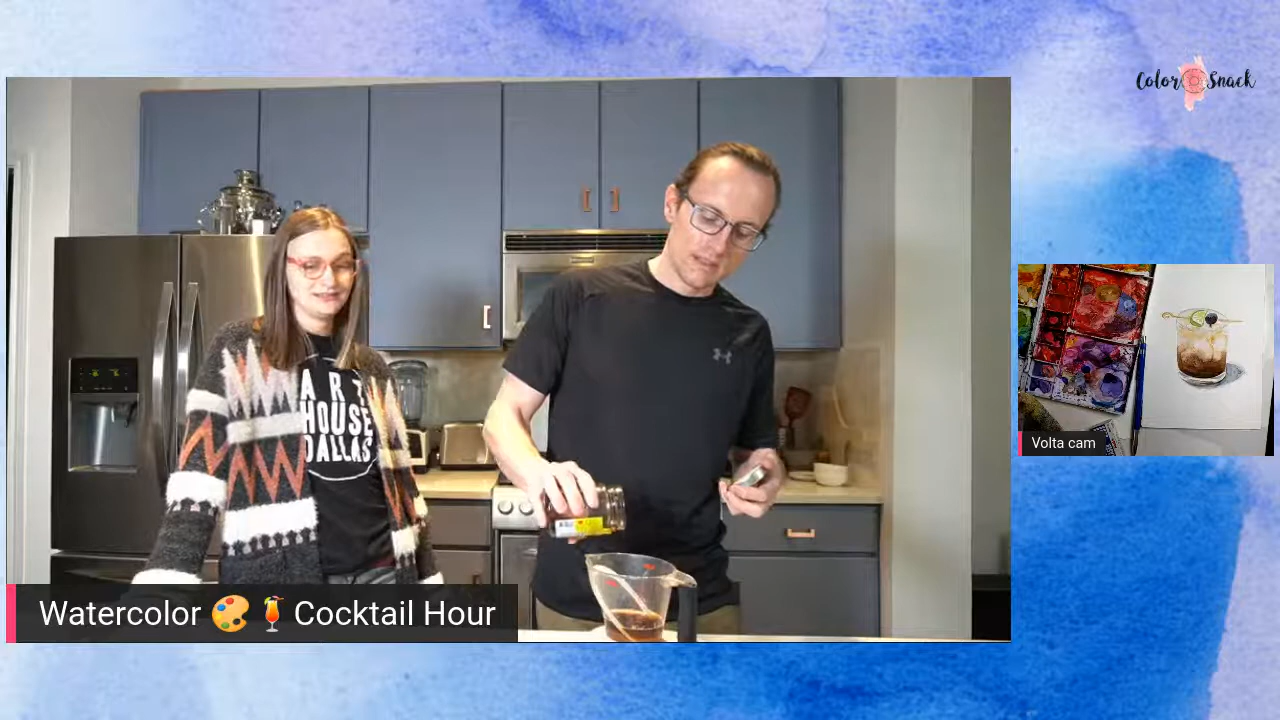 Color Snack
ART
HOUSE
DALLAS
Volta cam
Watercolor 🎨🍹Cocktail Hour